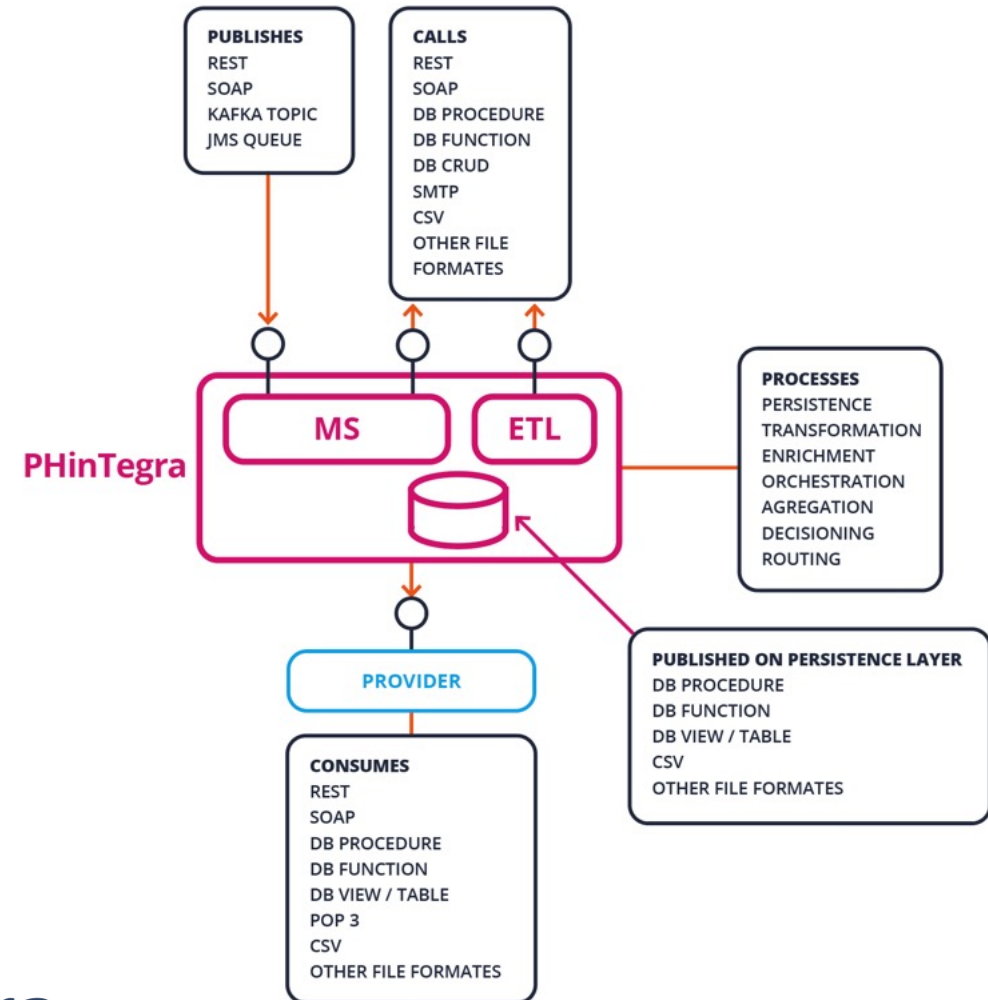 PUBLISHES
REST
SOAP
KAFKA TOPIC
JMS QUEUE
CALLS
REST
SOAP
DB PROCEDURE
DB FUNCTION
DB CRUD
SMTP
CSV
OTHER FILE
FORMATES
MS
ETL
PHinTegra
PROCESSES
PERSISTENCE
TRANSFORMATION
ENRICHMENT
ORCHESTRATION
AGREGATION
DECISIONING
ROUTING
PROVIDER
PUBLISHED ON PERSISTENCE LAYER
DB PROCEDURE
DB FUNCTION
DB VIEW / TABLE
CSV
OTHER FILE FORMATES
CONSUMES
REST
SOAP
DB PROCEDURE
DB FUNCTION
DB VIEW / TABLE
POP 3
CSV
OTHER FILE FORMATES